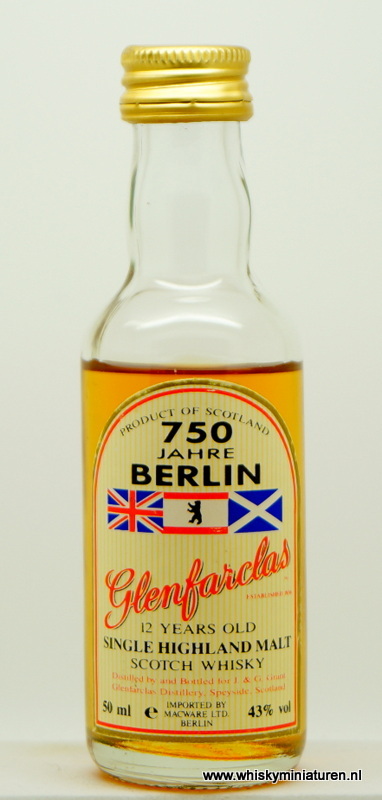 PRODUCT OF SCOTLAND
750
JAHRE
BERLIN
Glenfarclas
12 YEARS OLD
SINGLE HIGHLAND MALT
SCOTCH WHISKY
Distilled by and Bottled for J. & G. Grant
Glenfarclas Distillery, Speyside, Scotland
50 ml e IMPORTED BY 43% vol
MACWARE LTD.
BERLIN
www.whiskyminiaturen.nl